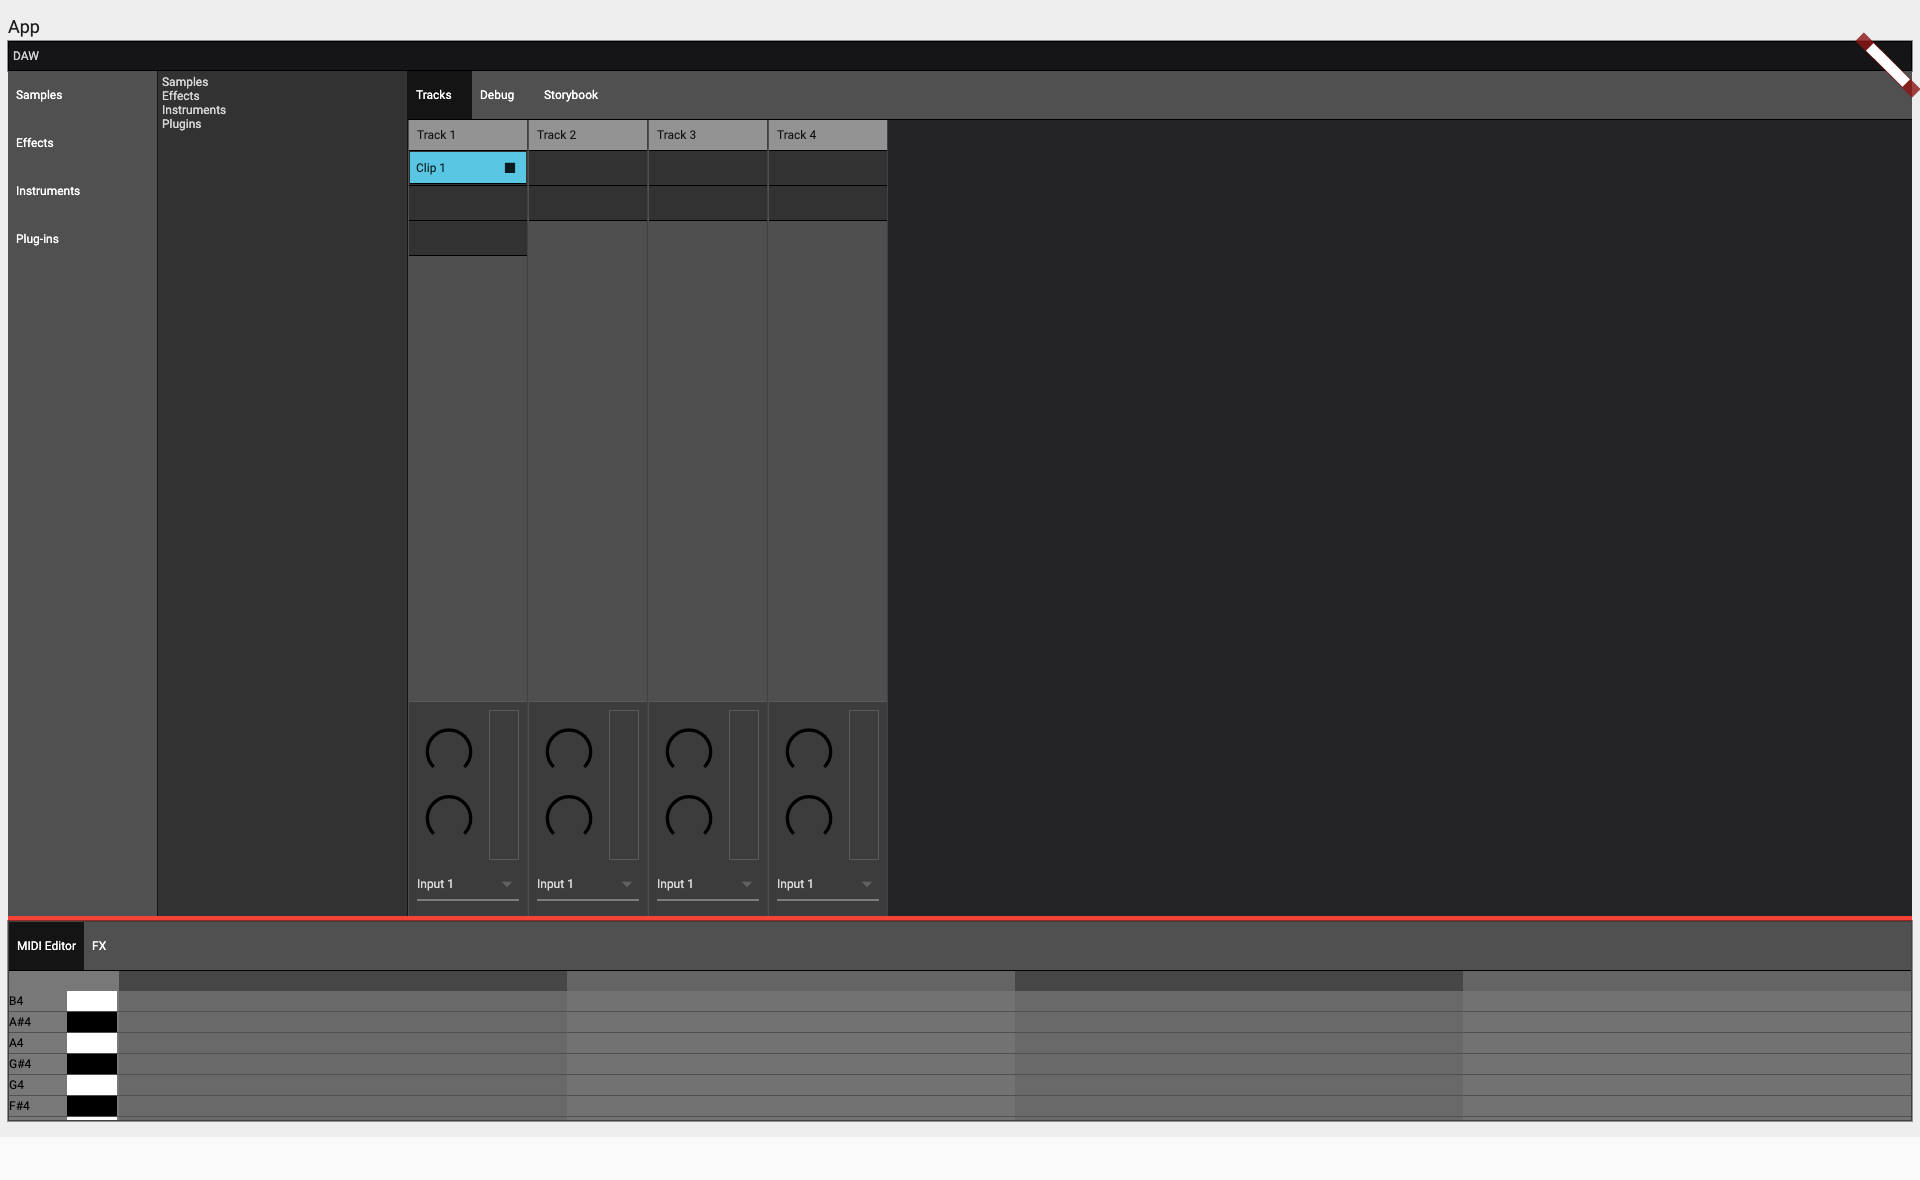 App
DAW
Samples
Effects
Instruments
Plug-ins
Samples
Effects
Instruments
Plugins
Tracks Debug Storybook
Track 1 Track 2 Track 3 Track 4
Clip 1
Input 1 Input 1 Input 1 Input 1
MIDI Editor FX
B4
A#4
A4
G#4
G4
F#4